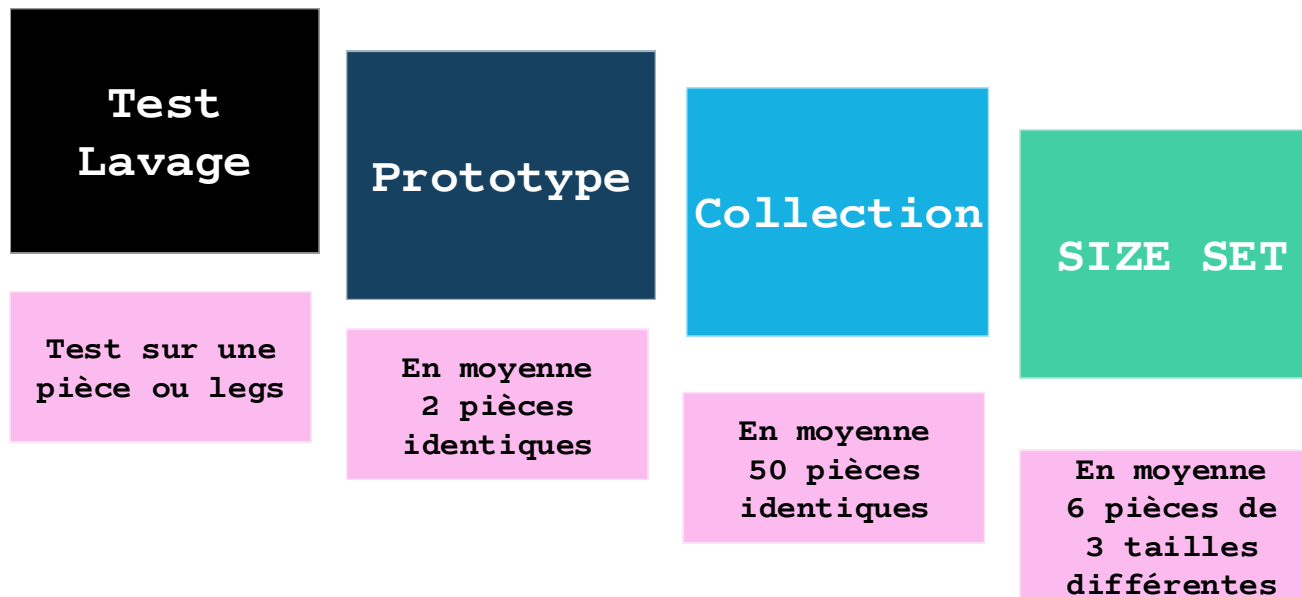 Test
Lavage
Test sur une
pièce ou legs
Prototype
En moyenne
2 pièces
identiques
Collection
En moyenne
50 pièces
identiques
SIZE SET
En moyenne
6 pièces de
3 tailles
différentes